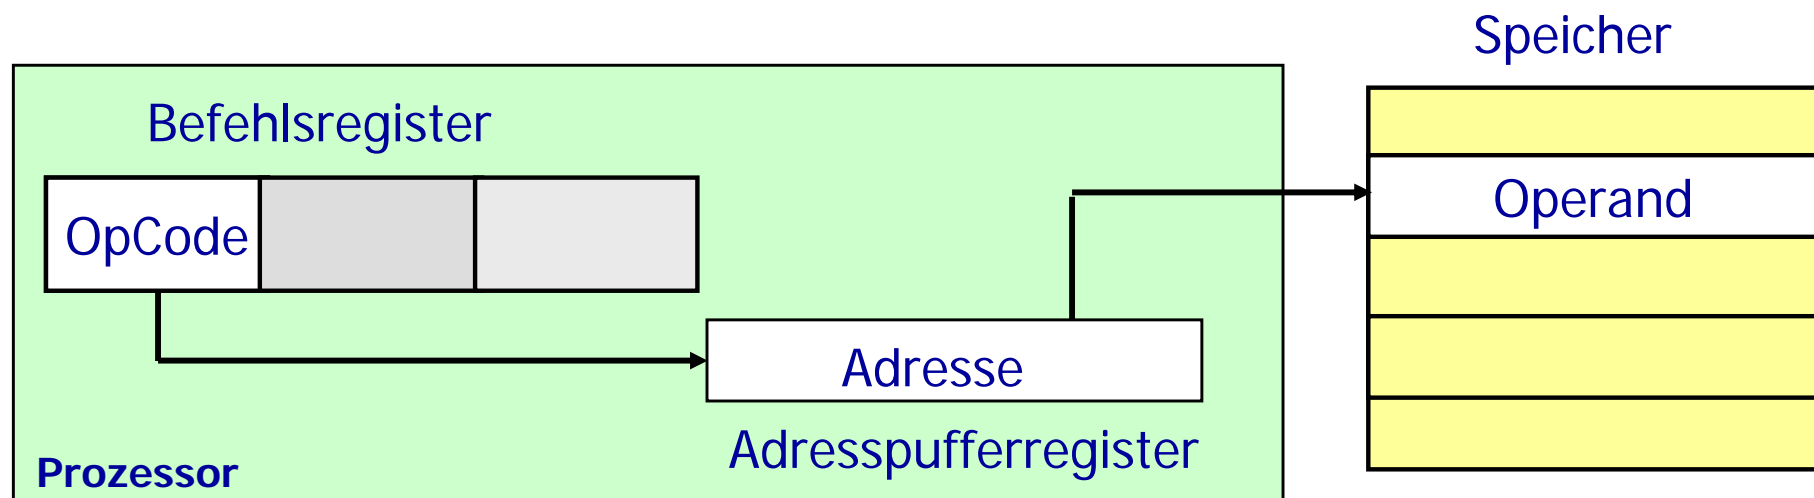 Speicher
Befehlsregister
OpCode
Operand
Adresse
Adresspufferregister
Prozessor